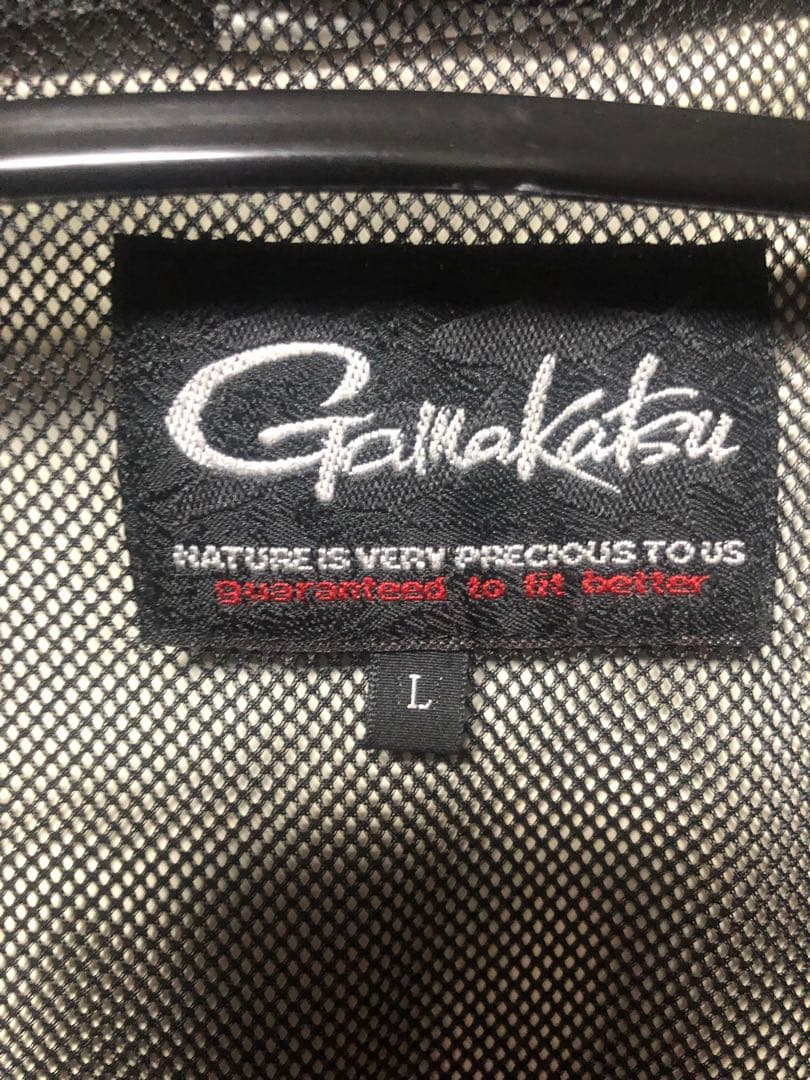 Gamakatsu
NATURE IS VERY PRECIOUS TO US
guaranteed to fit better
L